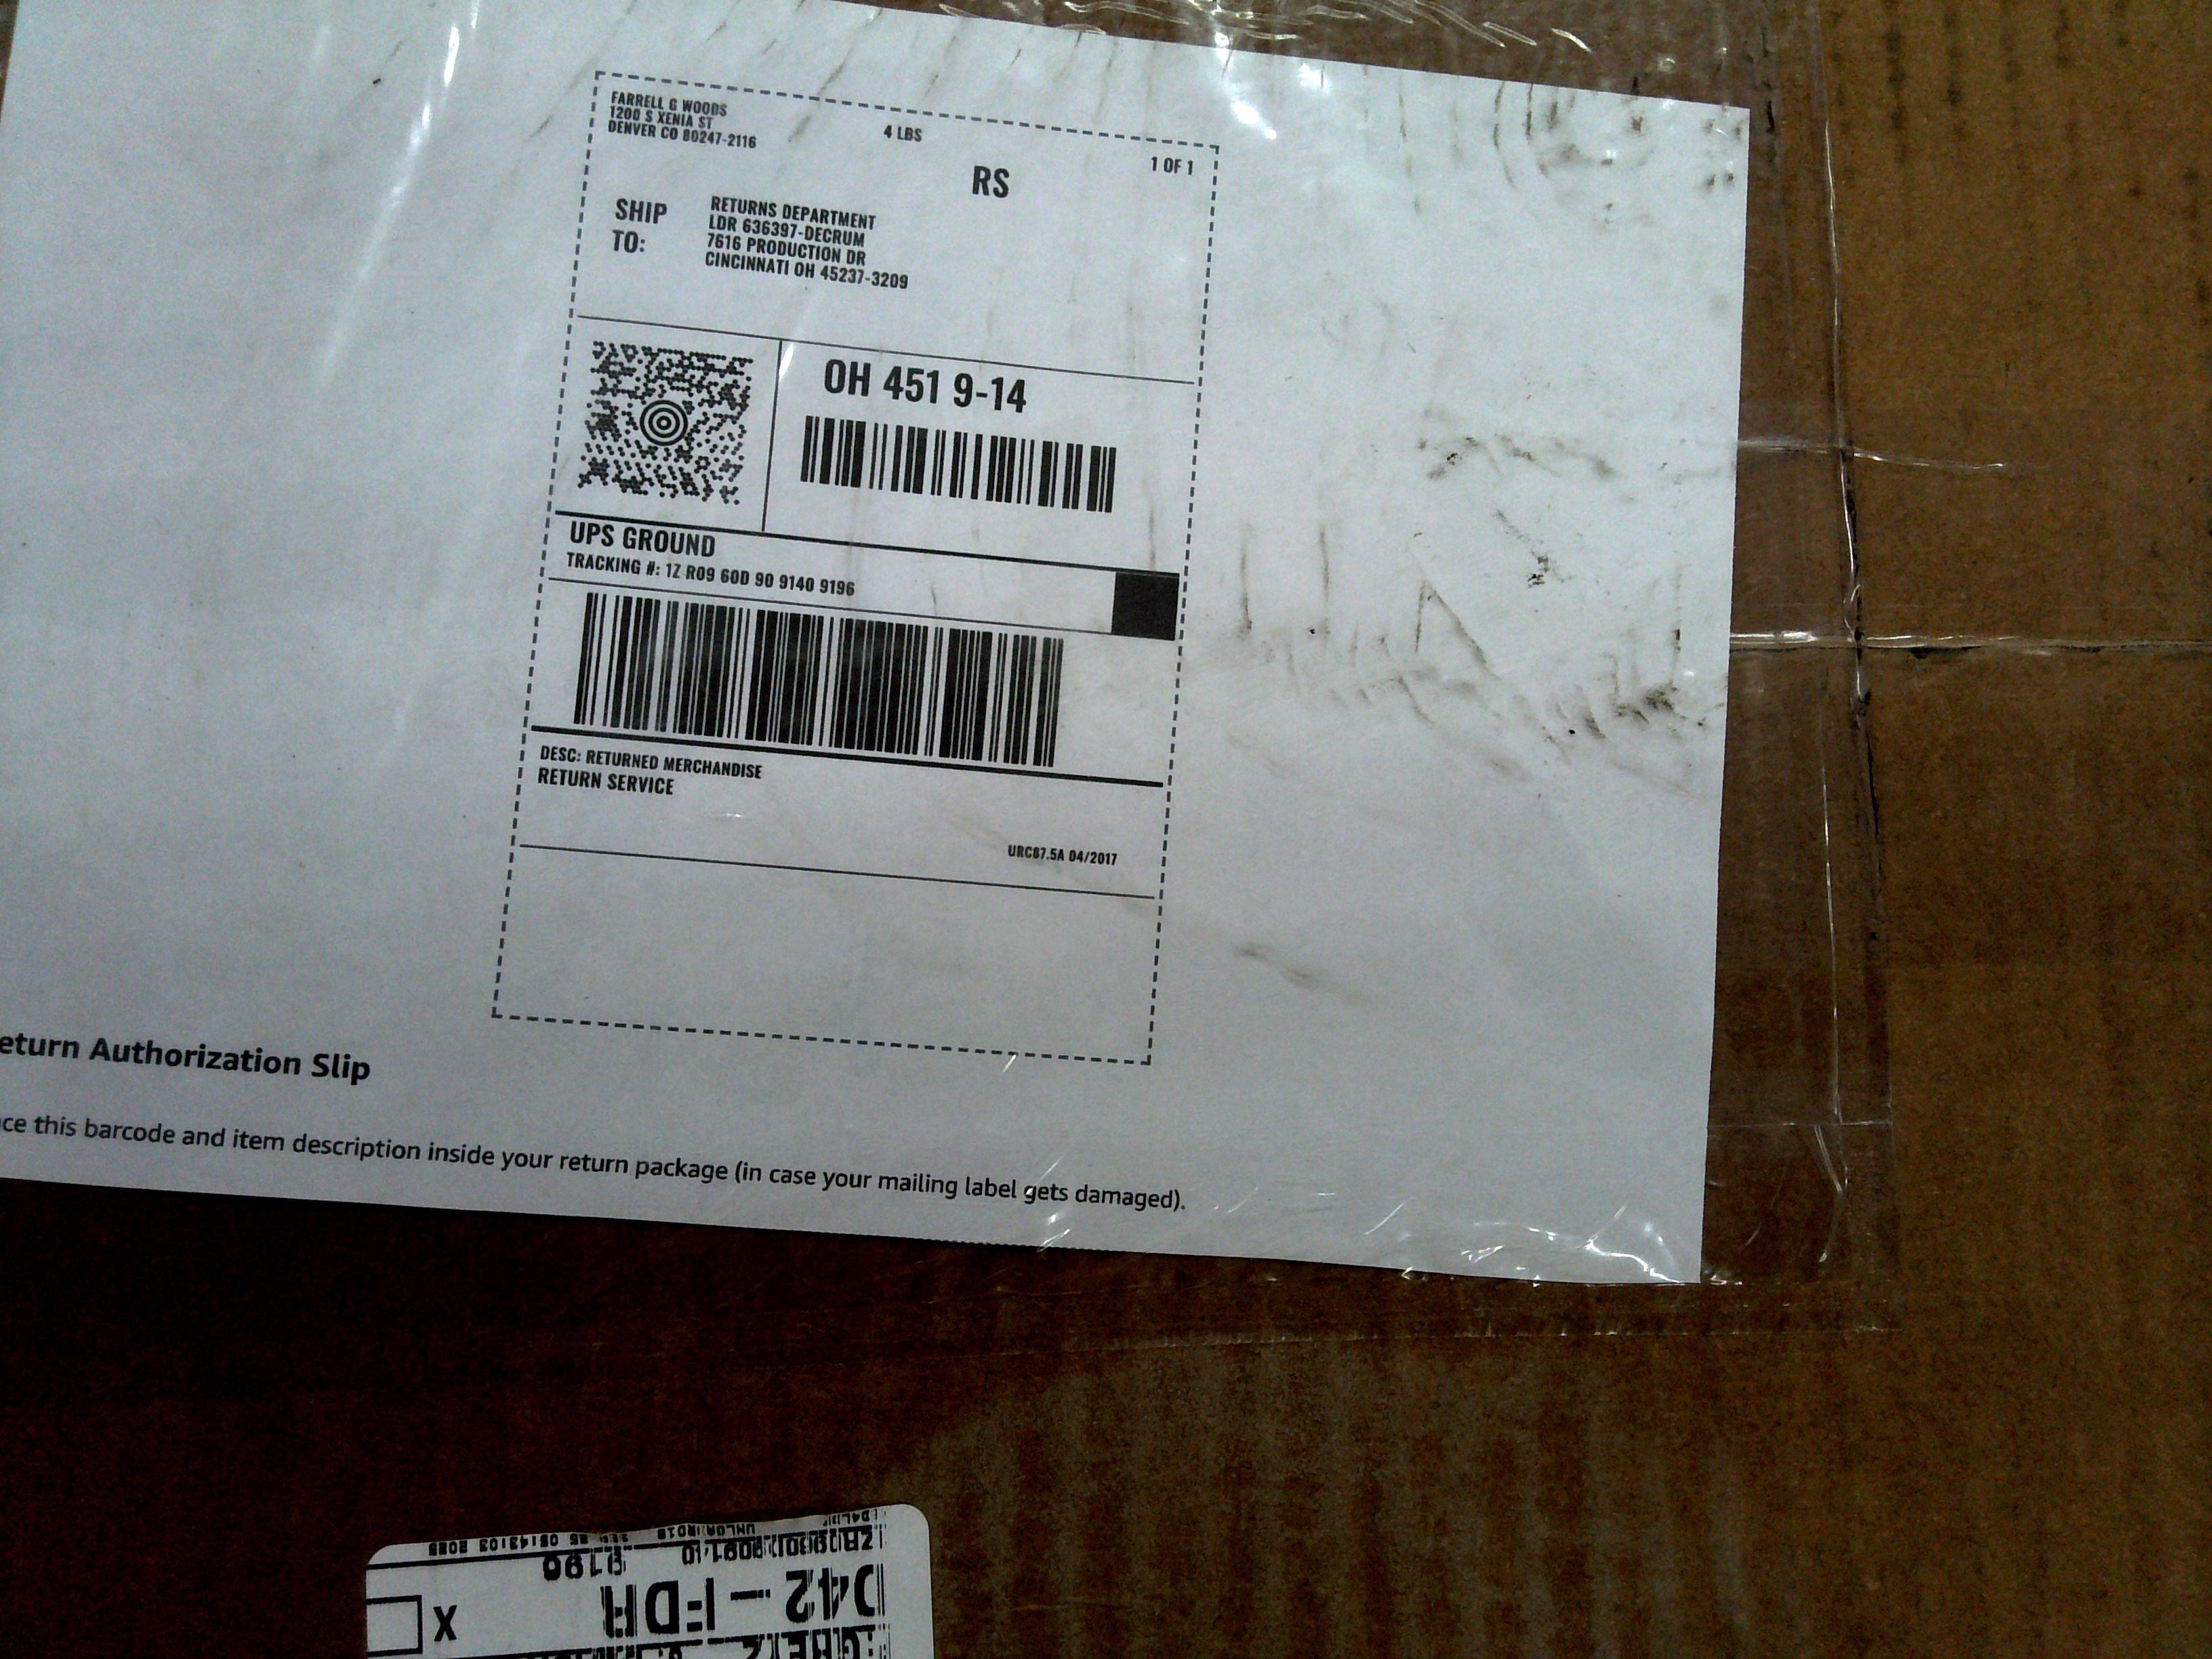 FARRELL G WOODS
1200 S XENIA ST
DENVER CO 80247-2116
4 LBS
1 OF 1
RS
SHIP TO:
RETURNS DEPARTMENT
LDR 636397-DECRUM
7616 PRODUCTION DR
CINCINNATI OH 45237-3209
OH 451 9-14
UPS GROUND
TRACKING #: 1Z R09 60D 90 9140 9196
DESC: RETURNED MERCHANDISE
RETURN SERVICE
URC87.5A 04/2017
eturn Authorization Slip
ce this barcode and item description inside your return package (in case your mailing label gets damaged).
9196
X